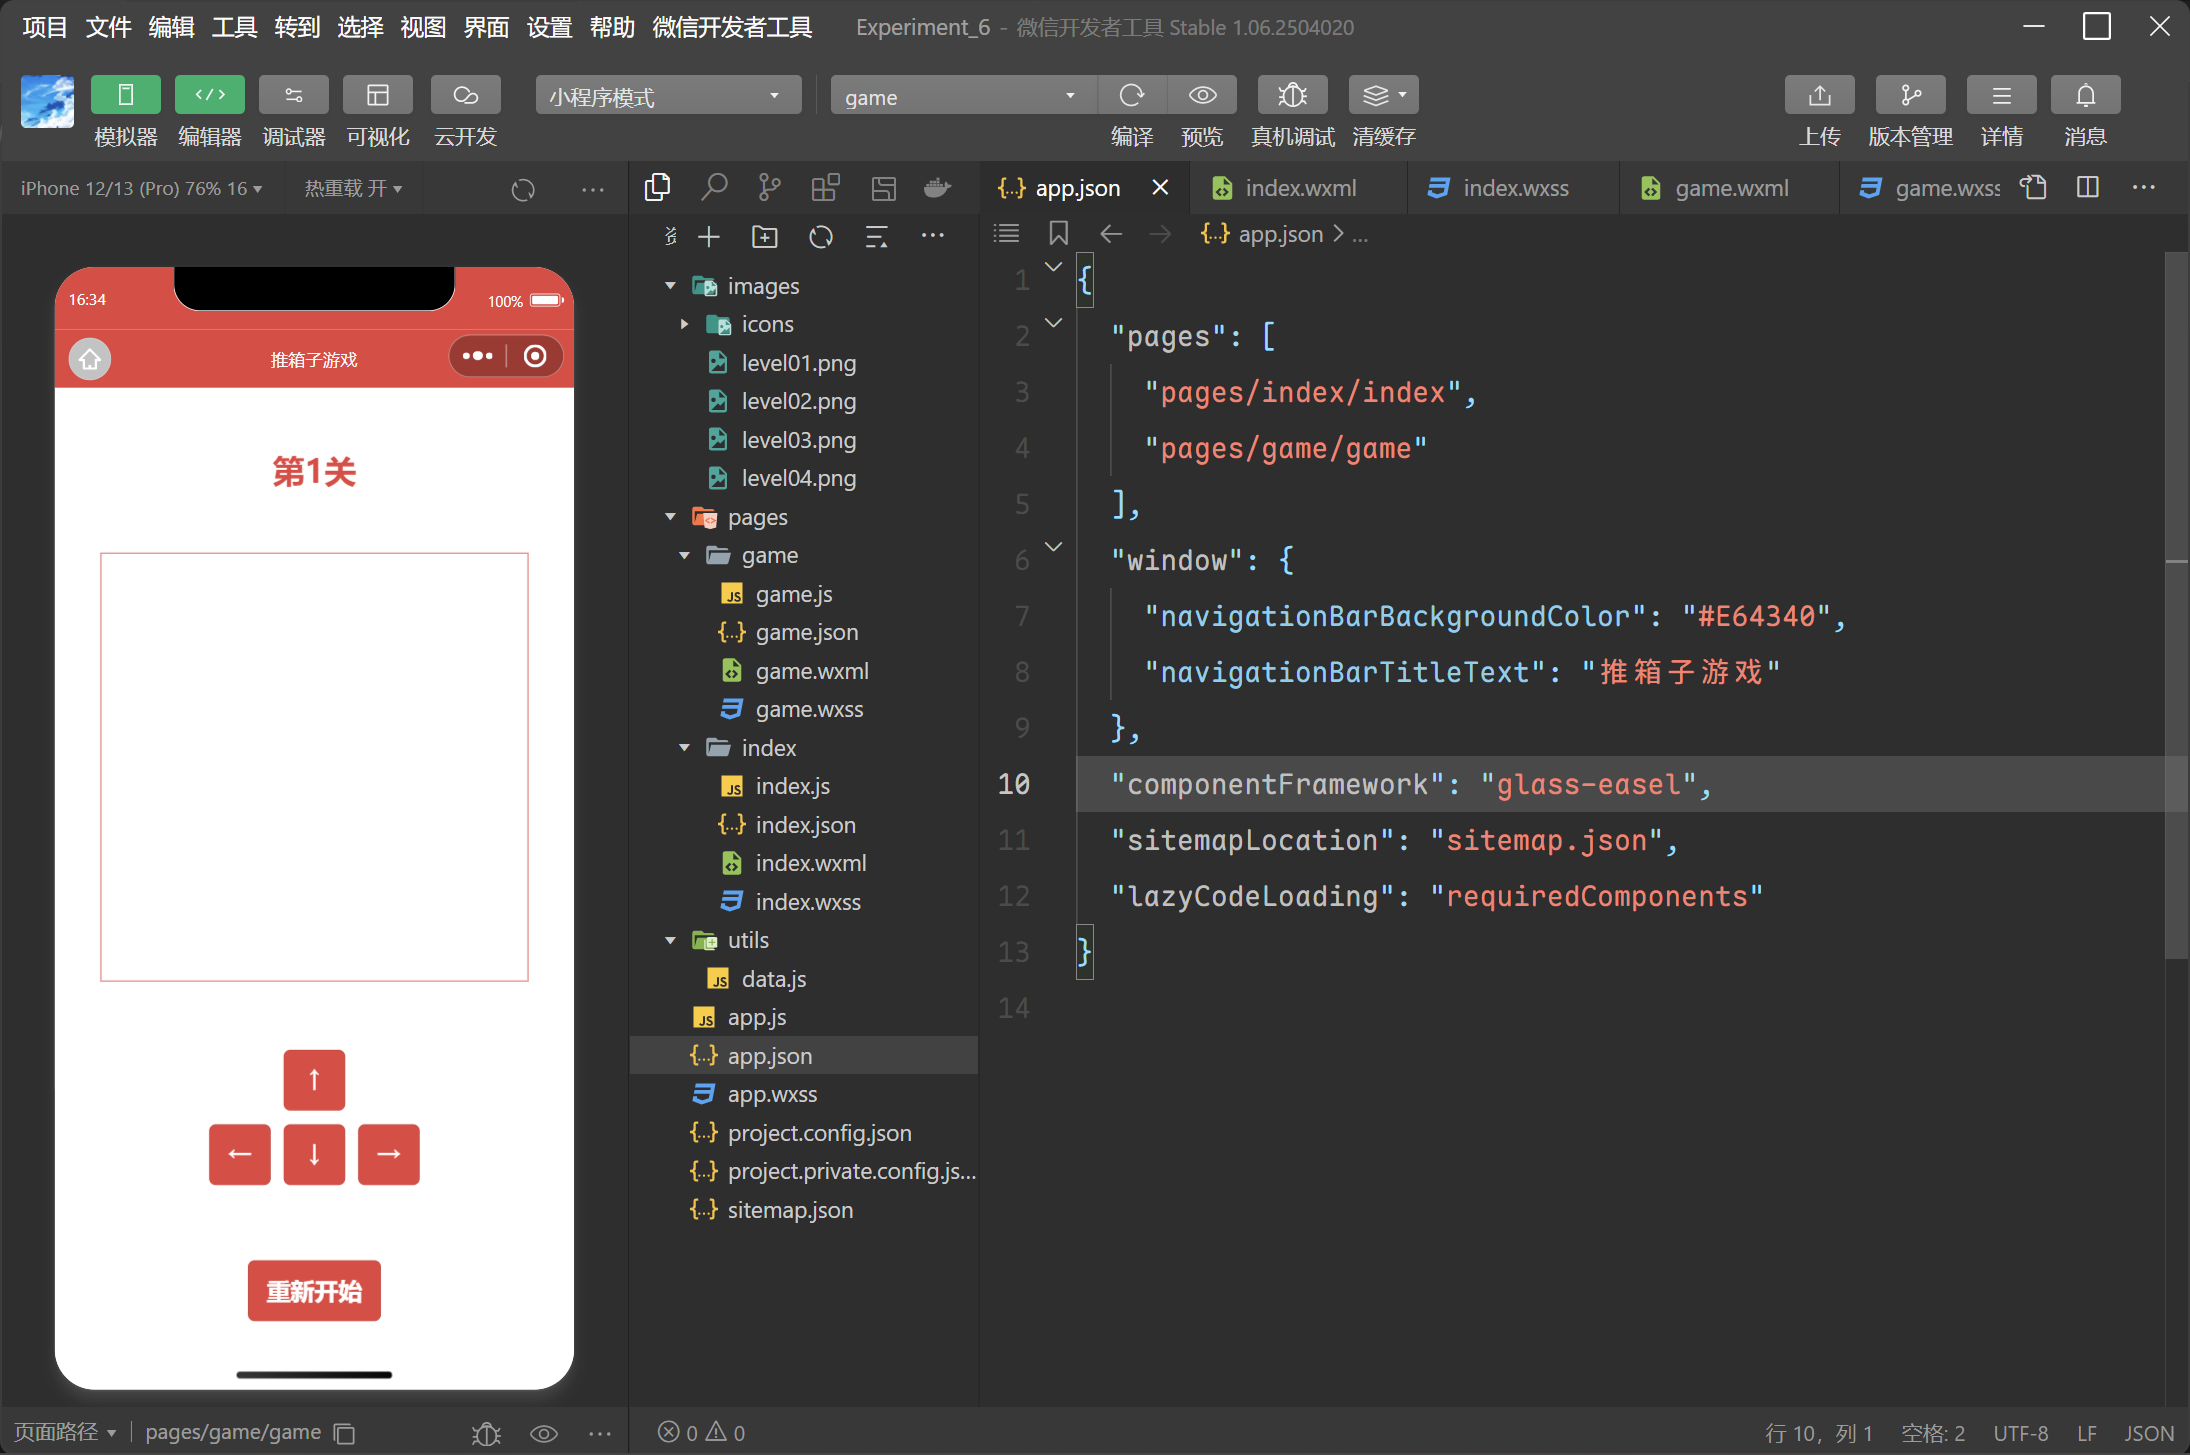 项目 文件 编辑 工具 转到 选择 视图 界面 设置 帮助 微信开发者工具 Experiment_6 - 微信开发者工具 Stable 1.06.2504020
小程序模式 game
模拟器 编辑器 调试器 可视化 云开发 编译 预览 真机调试 清缓存 上传 版本管理 详情 消息
iPhone 12/13 (Pro) 76% 16 热重载 开
16:34 100%
推箱子游戏
第1关
↑
← ↓ →
重新开始
页面路径 pages/game/game
images
icons
level01.png
level02.png
level03.png
level04.png
pages
game
game.js
game.json
game.wxml
game.wxss
index
index.js
index.json
index.wxml
index.wxss
utils
data.js
app.js
app.json
app.wxss
project.config.json
project.private.config.js...
sitemap.json
0 0
app.json index.wxml index.wxss game.wxml game.wxss
app.json > ...
1 {
2 "pages": [
3 "pages/index/index",
4 "pages/game/game"
5 ],
6 "window": {
7 "navigationBarBackgroundColor": "#E64340",
8 "navigationBarTitleText": "推箱子游戏"
9 },
10 "componentFramework": "glass-easel",
11 "sitemapLocation": "sitemap.json",
12 "lazyCodeLoading": "requiredComponents"
13 }
14
行 10，列 1 空格: 2 UTF-8 LF JSON